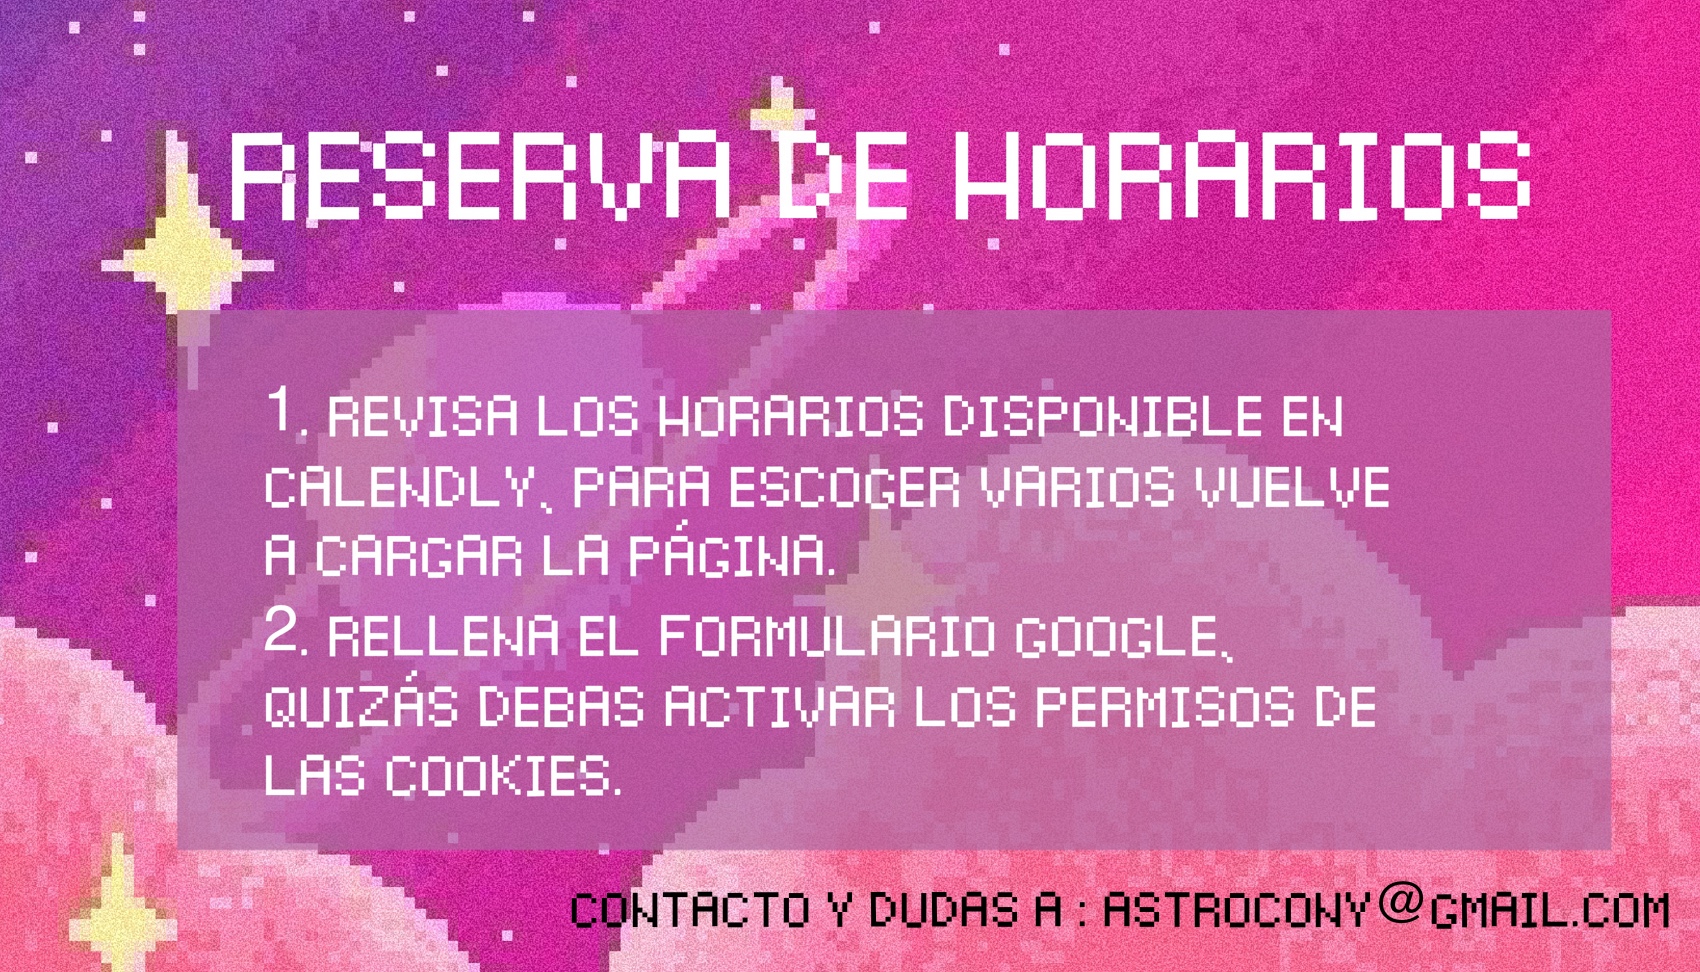 RESERVA DE HORARIOS
1. REVISA LOS HORARIOS DISPONIBLE EN
CALENDLY, PARA ESCOGER VARIOS VUELVE
A CARGAR LA PÁGINA.
2. RELLENA EL FORMULARIO GOOGLE,
QUIZÁS DEBAS ACTIVAR LOS PERMISOS DE
LAS COOKIES.
CONTACTO Y DUDAS A : ASTROCONY@GMAIL.COM